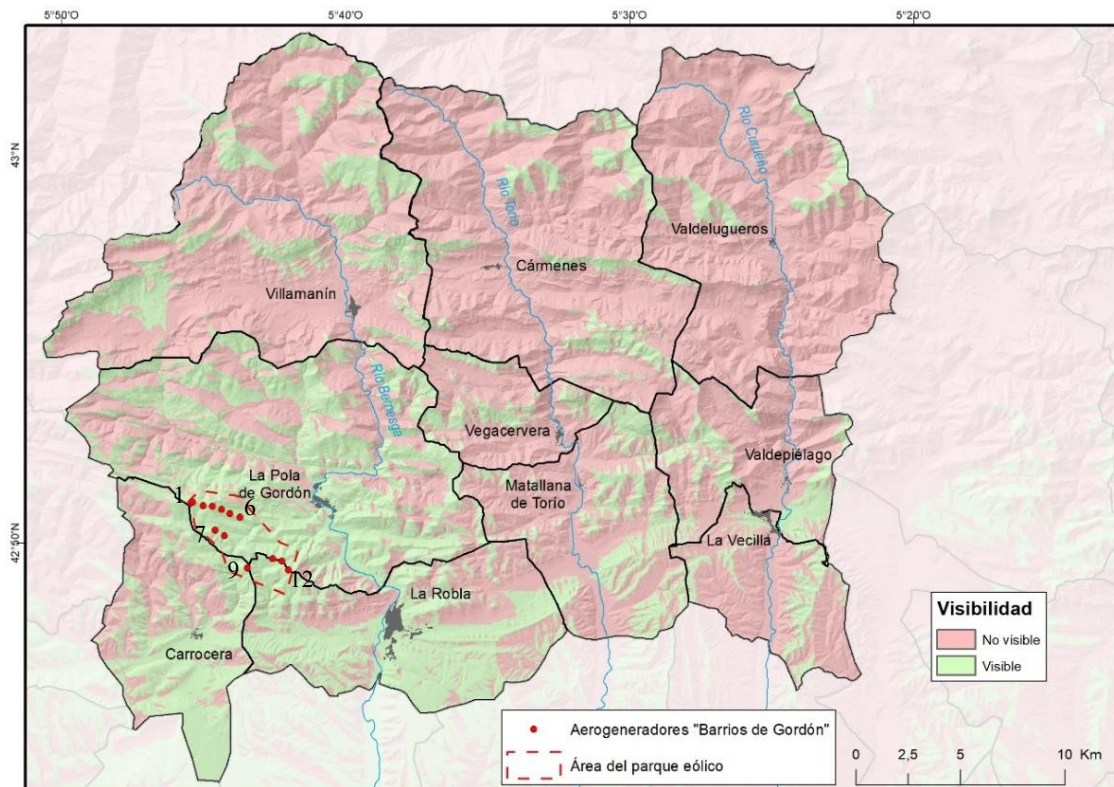 5°50'O
5°40'O
5°30'O
5°20'O
43°N
42°50'N
Río Curueño
Río Torío
Valdelugueros
Cármenes
Villamanín
Río Bernesga
Vegacervera
Valdepiélago
La Pola
de Gordón
Matallana
de Torío
1
6
7
La Vecilla
9
12
La Robla
Carrocera
Visibilidad
No visible
Visible
Aerogeneradores "Barrios de Gordón"
Área del parque eólico
0 2,5 5 10 Km